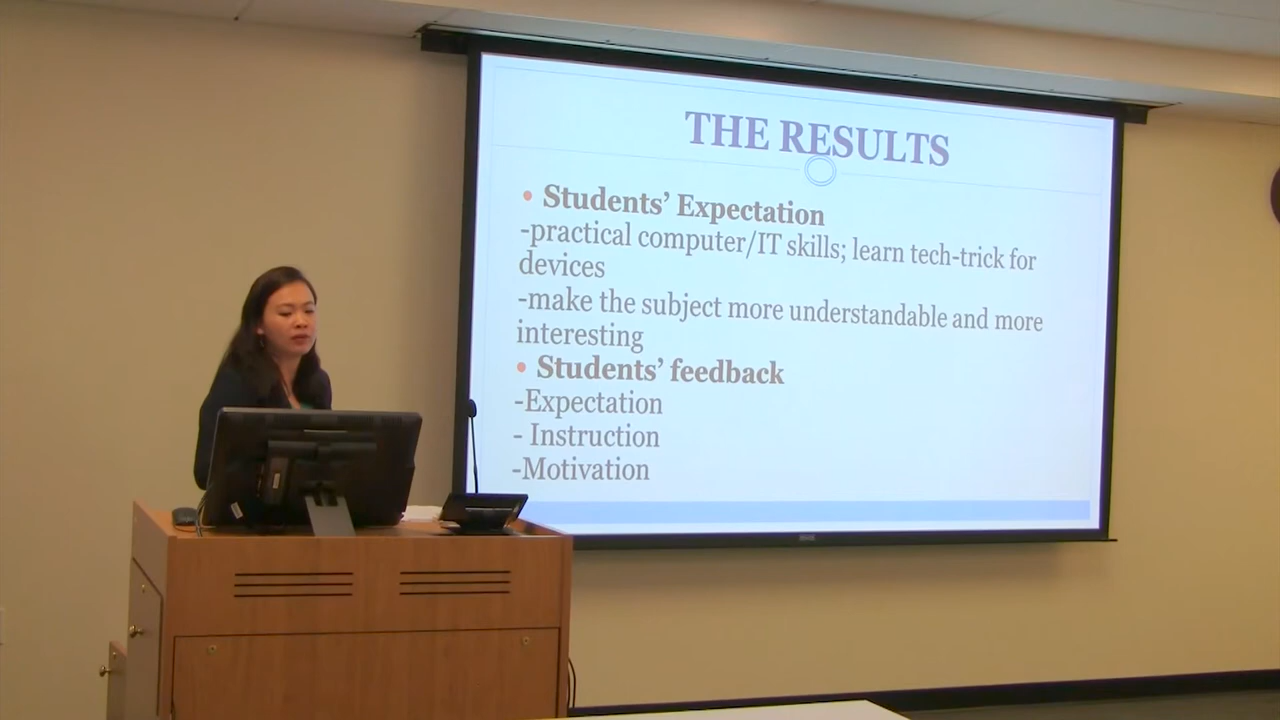 THE RESULTS
• Students' Expectation
-practical computer/IT skills; learn tech-trick for
devices
-make the subject more understandable and more
interesting
• Students' feedback
-Expectation
- Instruction
-Motivation